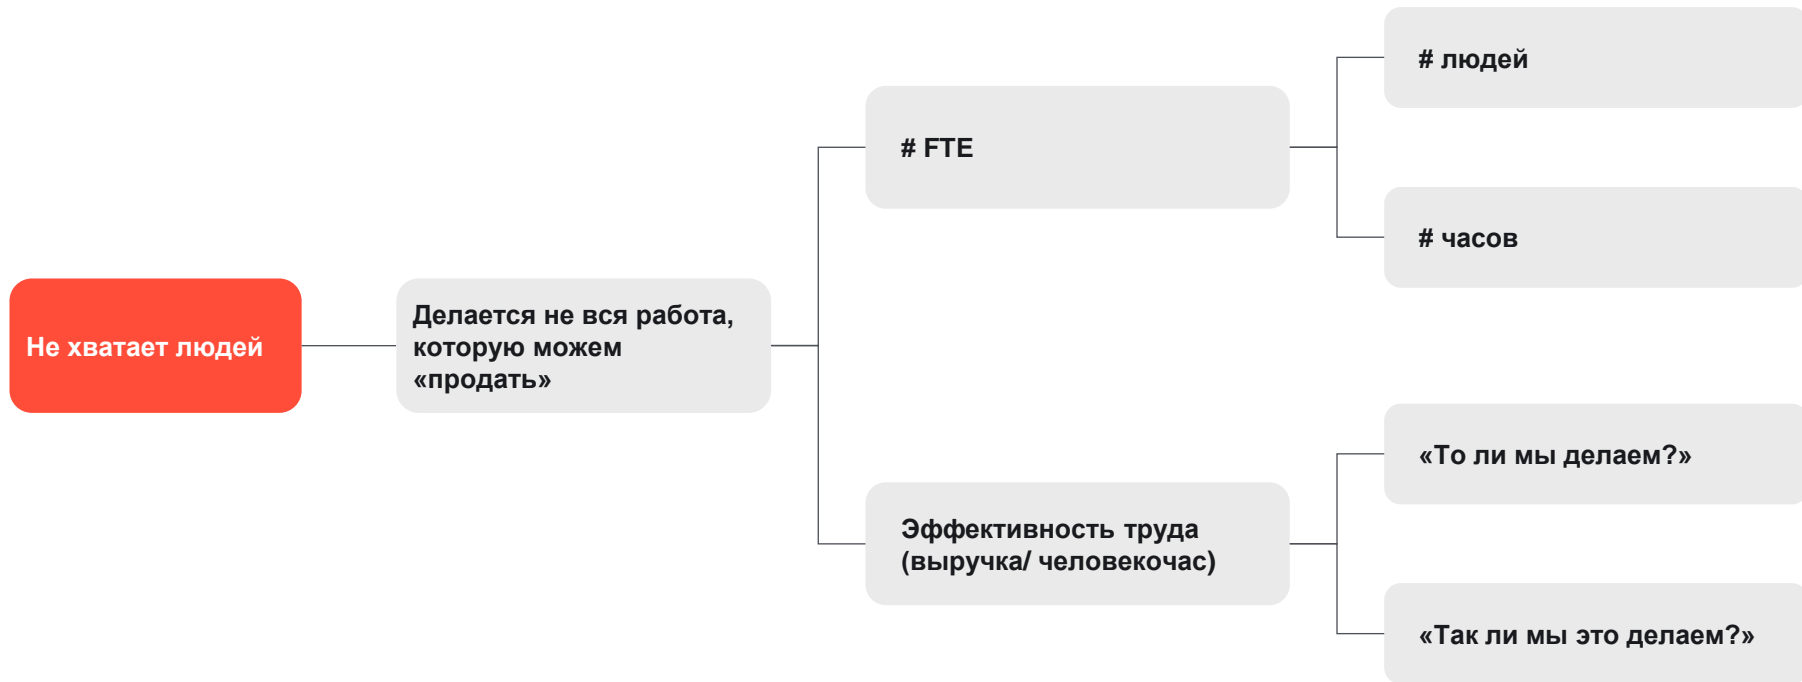 Не хватает людей
Делается не вся работа,
которую можем
«продать»
# FTE
# людей
# часов
Эффективность труда
(выручка/ человекочас)
«То ли мы делаем?»
«Так ли мы это делаем?»